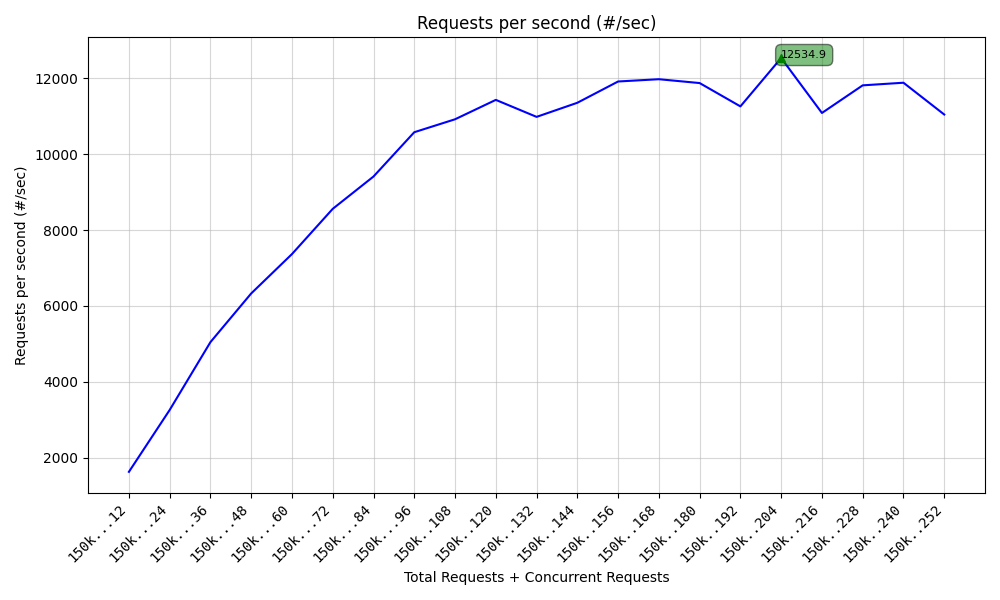 Requests per second (#/sec)
12534.9
12000
10000
8000
6000
4000
2000
Requests per second (#/sec)
150k...12
150k...24
150k...36
150k...48
150k...60
150k...72
150k...84
150k...96
150k..108
150k..120
150k..132
150k..144
150k..156
150k..168
150k..180
150k..192
150k..204
150k..216
150k..228
150k..240
150k..252
Total Requests + Concurrent Requests